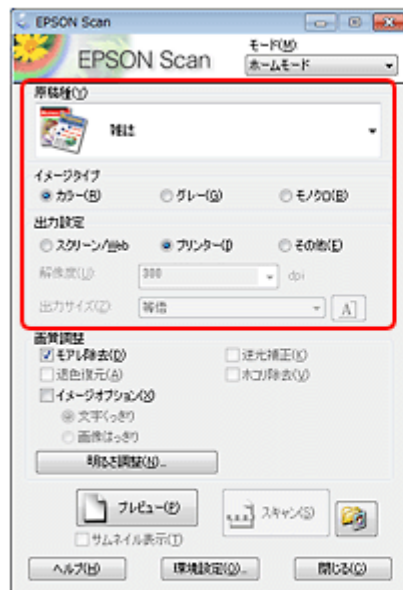 EPSON Scan
モード(M)
EPSON Scan
ホームモード
原稿種(Y)
雑誌
イメージタイプ
カラー(R) グレー(G) モノクロ(B)
出力設定
スクリーン/Web プリンター(I) その他(E)
解像度(U): 300 dpi
出力サイズ(Z): 等倍 A
画質調整
モアレ除去(D) 逆光補正(K)
退色復元(A) ホコリ除去(V)
イメージオプション(X)
文字くっきり
画像はっきり
明るさ調整(N)...
プレビュー(P) スキャン(S)
サムネイル表示(T)
ヘルプ(H) 環境設定(O)... 閉じる(C)